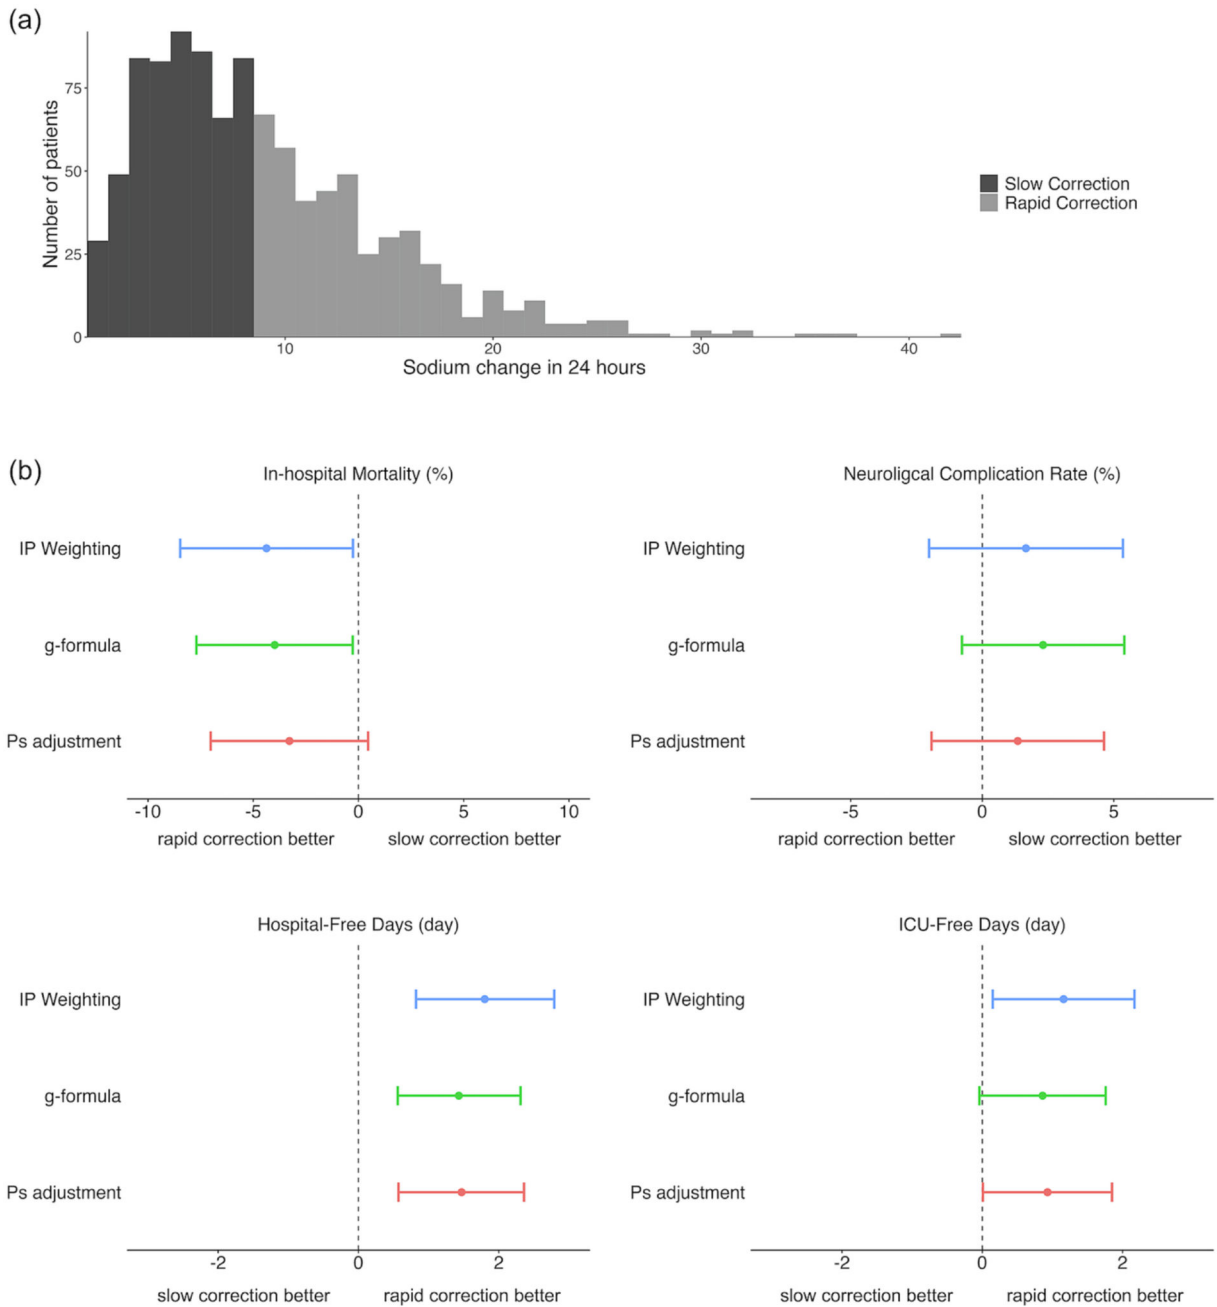 (a)
Number of patients
75
50
25
0
10
20
30
40
Sodium change in 24 hours
Slow Correction
Rapid Correction
(b)
In-hospital Mortality (%)
IP Weighting
g-formula
Ps adjustment
-10
-5
0
5
10
rapid correction better
slow correction better
Neuroligcal Complication Rate (%)
IP Weighting
g-formula
Ps adjustment
-5
0
5
rapid correction better
slow correction better
Hospital-Free Days (day)
IP Weighting
g-formula
Ps adjustment
-2
0
2
slow correction better
rapid correction better
ICU-Free Days (day)
IP Weighting
g-formula
Ps adjustment
-2
0
2
slow correction better
rapid correction better